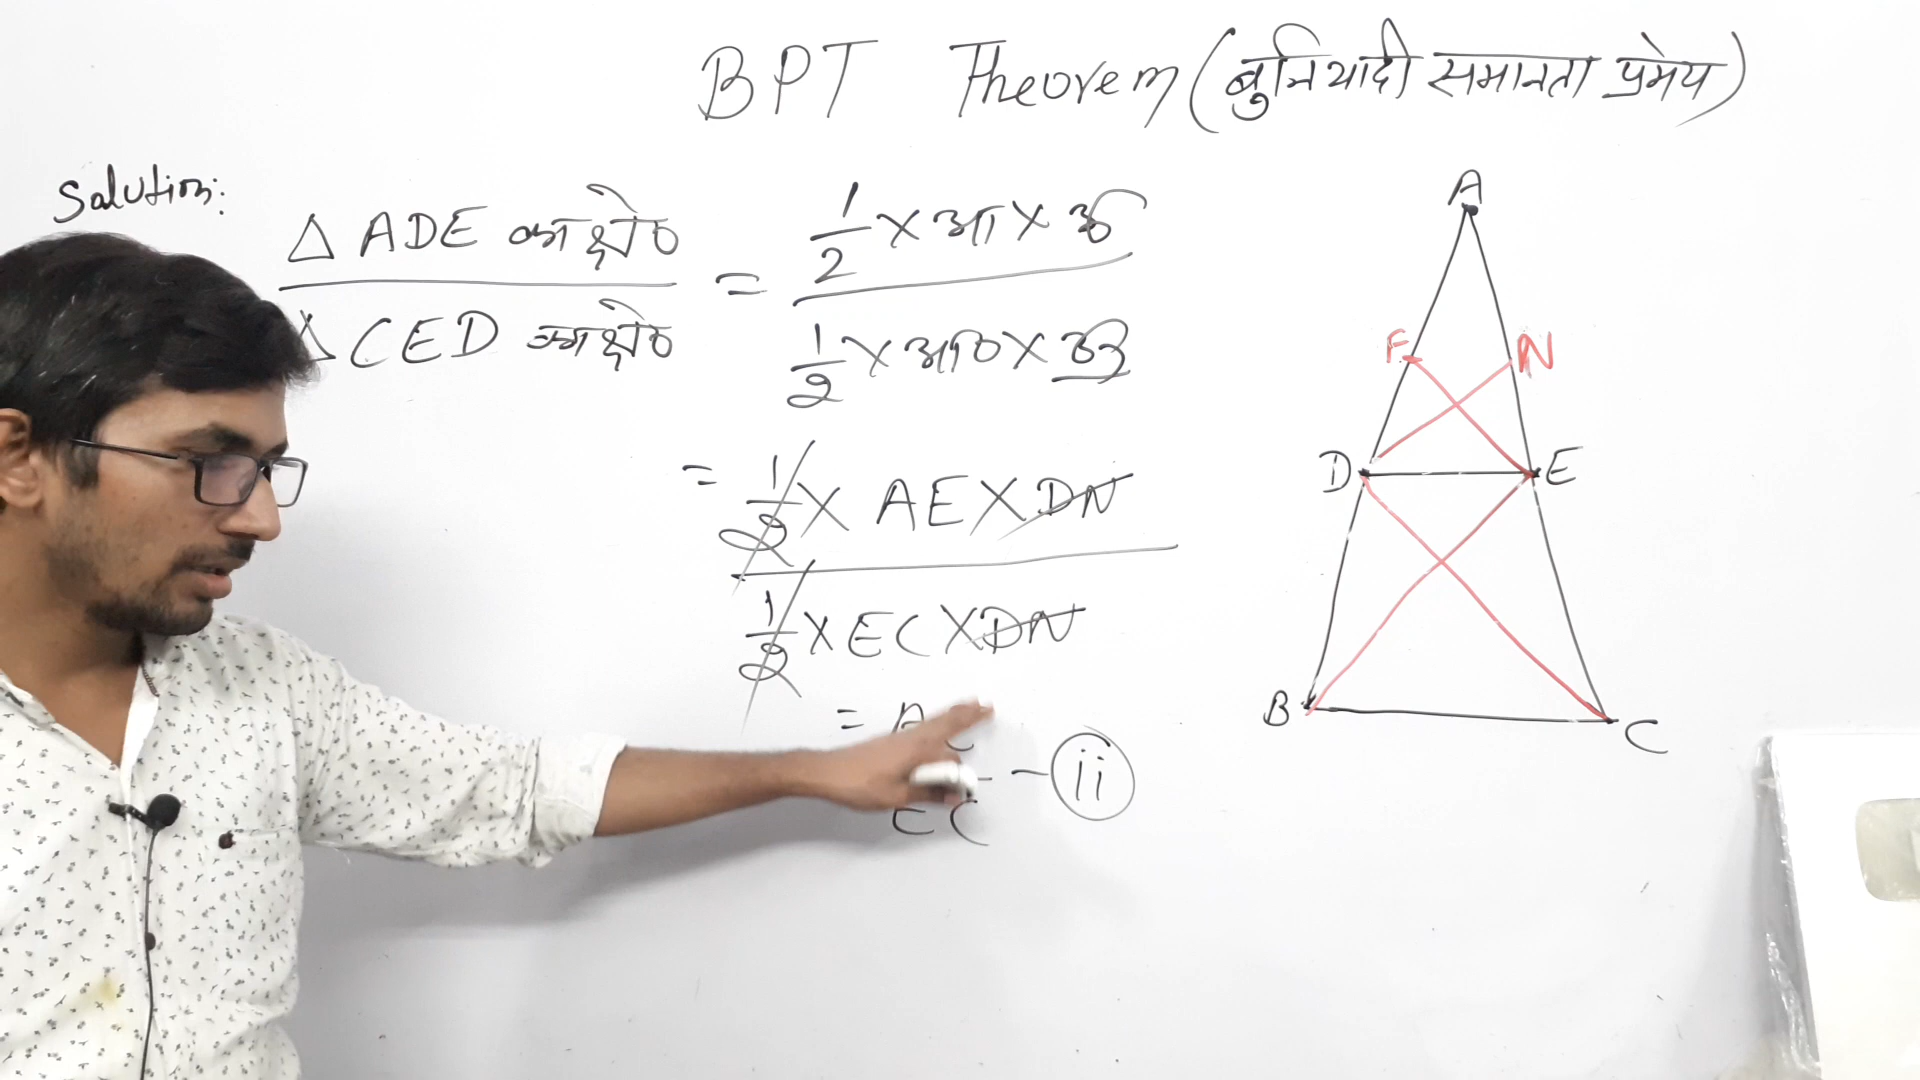 BPT Theorem (बुनियादी समानता प्रमेय)
Solution:
△ ADE का क्षे० = 1/2 × आ × ऊ
△ CED का क्षे० 1/2 × आ० × ऊ
= 1/2 × AE × DN
1/2 × EC × DN
= A
EC - ii
A
F N
D E
B C